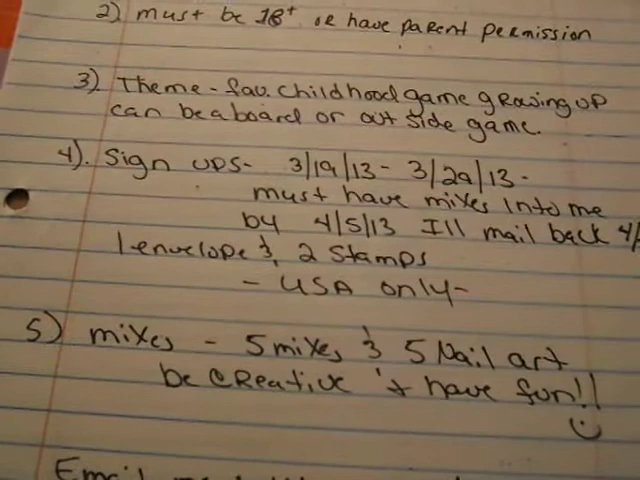 2) must be 18+ or have parent permission
3) Theme - fav. childhood game growing up
can be a board or out side game.
4). Sign ups- 3/19/13 - 3/29/13 -
must have mixes into me
by 4/5/13 Ill mail back 4/
1 envelope & 2 stamps
- USA only -
5) mixes - 5 mixes & 5 Nail art
be creative + have fun!!
Email